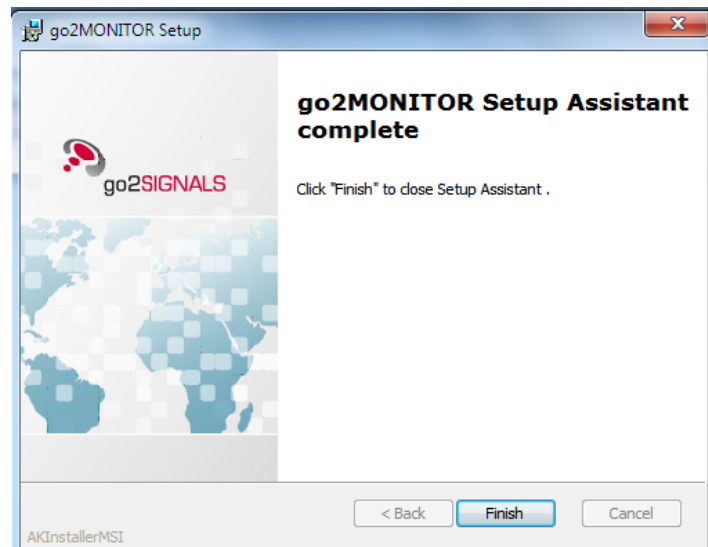 go2MONITOR Setup
go2MONITOR Setup Assistant
complete
go2SIGNALS
Click "Finish" to close Setup Assistant .
< Back
Finish
Cancel
AKInstallerMSI